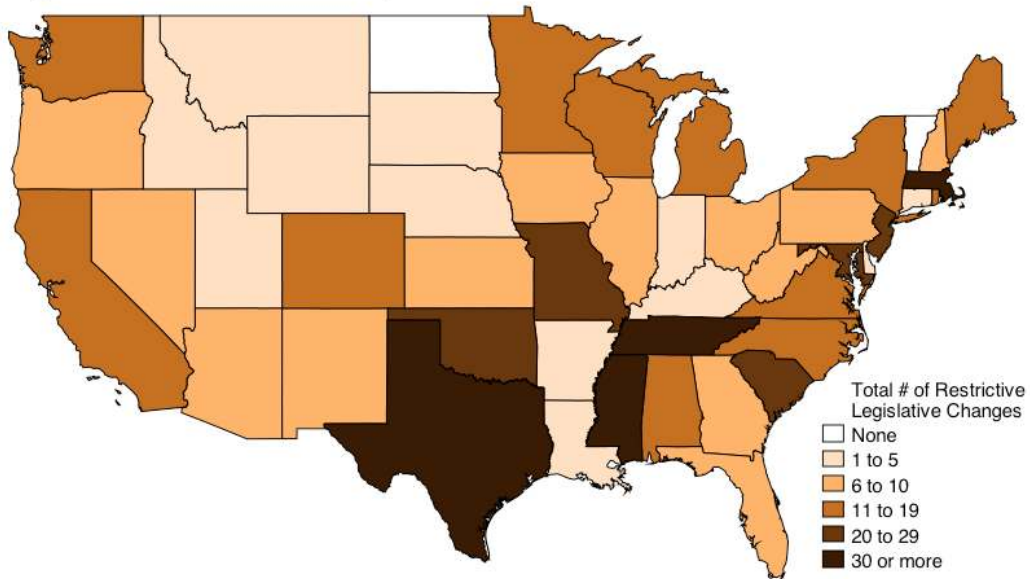 Total # of Restrictive
Legislative Changes
None
1 to 5
6 to 10
11 to 19
20 to 29
30 or more